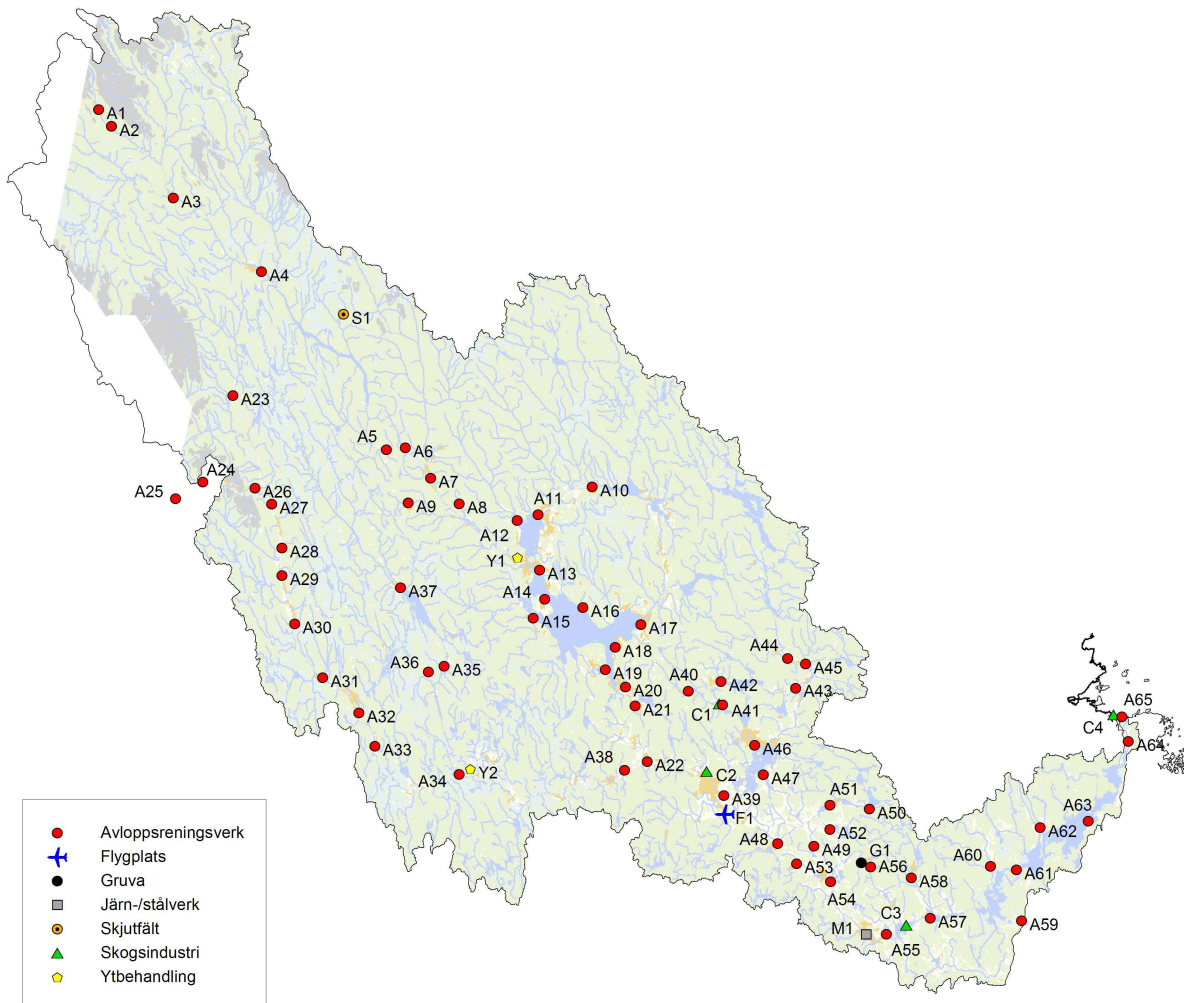 A1
A2
A3
A4
S1
A23
A5
A6
A7
A24
A25
A26
A27
A9
A8
A10
A11
A12
A28
Y1
A13
A29
A37
A14
A16
A15
A30
A17
A18
A36
A35
A19
A44
A45
A31
A20
A40
A42
A43
A21
C1
A41
A32
A65
C4
A33
A46
A64
A38
A22
A34
Y2
C2
A47
A39
F1
A51
A50
A63
A62
A52
A48
A49
G1
A53
A56
A60
A61
A54
A58
C3
A57
A59
M1
A55
Avloppsreningsverk
Flygplats
Gruva
Järn-/stålverk
Skjutfält
Skogsindustri
Ytbehandling